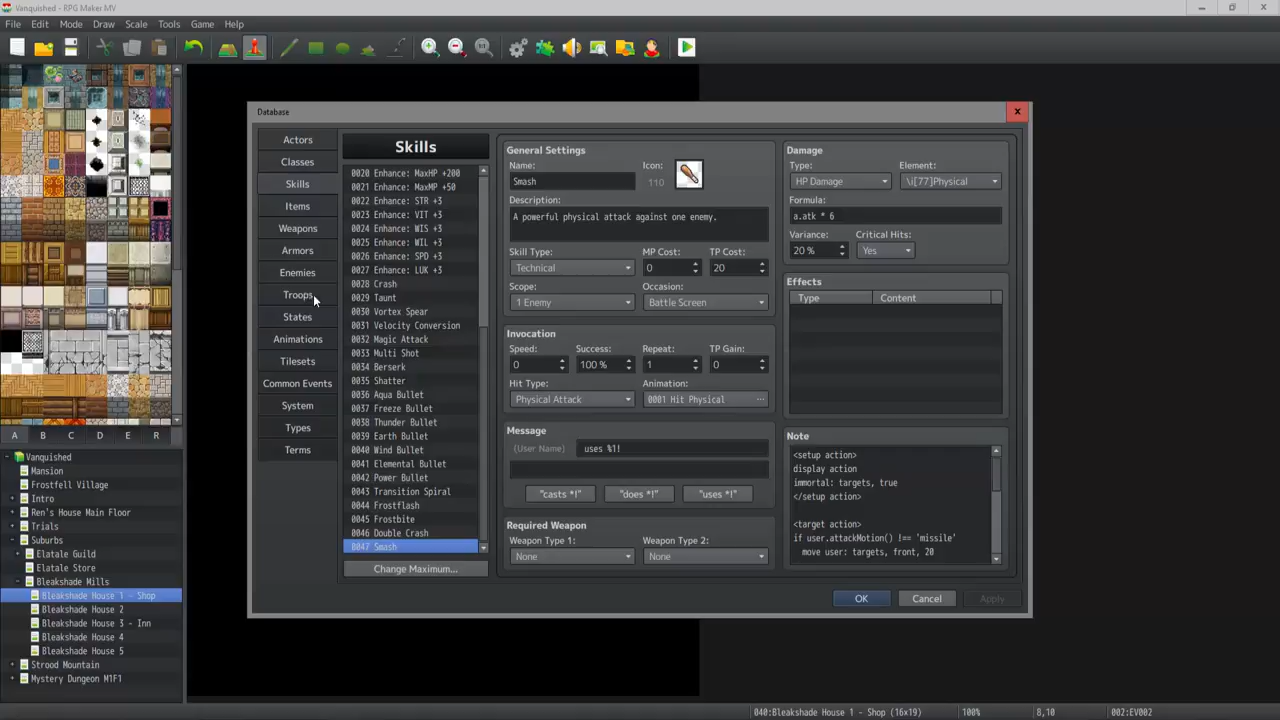 Vanquished - RPG Maker MV
File Edit Mode Draw Scale Tools Game Help
Database
Actors
Classes
Skills
Items
Weapons
Armors
Enemies
Troops
States
Animations
Tilesets
Common Events
System
Types
Terms
Skills
0020 Enhance: MaxHP +200
0021 Enhance: MaxMP +50
0022 Enhance: STR +3
0023 Enhance: VIT +3
0024 Enhance: WIS +3
0025 Enhance: WIL +3
0026 Enhance: SPD +3
0027 Enhance: LUK +3
0028 Crash
0029 Taunt
0030 Vortex Spear
0031 Velocity Conversion
0032 Magic Attack
0033 Multi Shot
0034 Berserk
0035 Shatter
0036 Aqua Bullet
0037 Freeze Bullet
0038 Thunder Bullet
0039 Earth Bullet
0040 Wind Bullet
0041 Elemental Bullet
0042 Power Bullet
0043 Transition Spiral
0044 Frostflash
0045 Frostbite
0046 Double Crash
0047 Smash
Change Maximum...
General Settings
Name: Icon:
Smash 110
Description:
A powerful physical attack against one enemy.
Skill Type: MP Cost: TP Cost:
Technical 0 20
Scope: Occasion:
1 Enemy Battle Screen
Invocation
Speed: Success: Repeat: TP Gain:
0 100 % 1 0
Hit Type: Animation:
Physical Attack 0001 Hit Physical ...
Message
(User Name) uses %1!
"casts *!" "does *!" "uses *!"
Required Weapon
Weapon Type 1: Weapon Type 2:
None None
Damage
Type: Element:
HP Damage \i[77]Physical
Formula:
a.atk * 6
Variance: Critical Hits:
20 % Yes
Effects
Type Content
Note
<setup action>
display action
immortal: targets, true
</setup action>
<target action>
if user.attackMotion() !== 'missile'
move user: targets, front, 20
OK Cancel Apply
A B C D E R
Vanquished
Mansion
Frostfell Village
Intro
Ren's House Main Floor
Trials
Suburbs
Elatale Guild
Elatale Store
Bleakshade Mills
Bleakshade House 1 - Shop
Bleakshade House 2
Bleakshade House 3 - Inn
Bleakshade House 4
Bleakshade House 5
Strood Mountain
Mystery Dungeon M1F1
040:Bleakshade House 1 - Shop (16x19) 100% 8,10 002:EV002